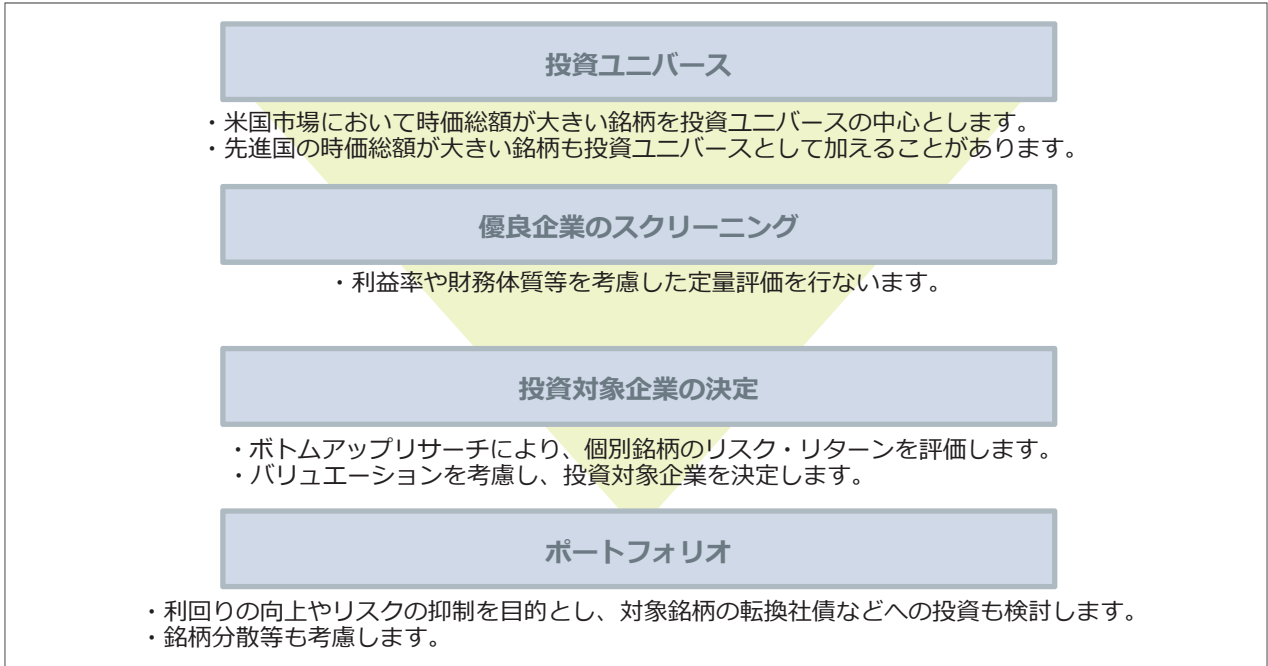 投資ユニバース
・米国市場において時価総額が大きい銘柄を投資ユニバースの中心とします。
・先進国の時価総額が大きい銘柄も投資ユニバースとして加えることがあります。
優良企業のスクリーニング
・利益率や財務体質等を考慮した定量評価を行ないます。
投資対象企業の決定
・ボトムアップリサーチにより、個別銘柄のリスク・リターンを評価します。
・バリュエーションを考慮し、投資対象企業を決定します。
ポートフォリオ
・利回りの向上やリスクの抑制を目的とし、対象銘柄の転換社債などへの投資も検討します。
・銘柄分散等も考慮します。